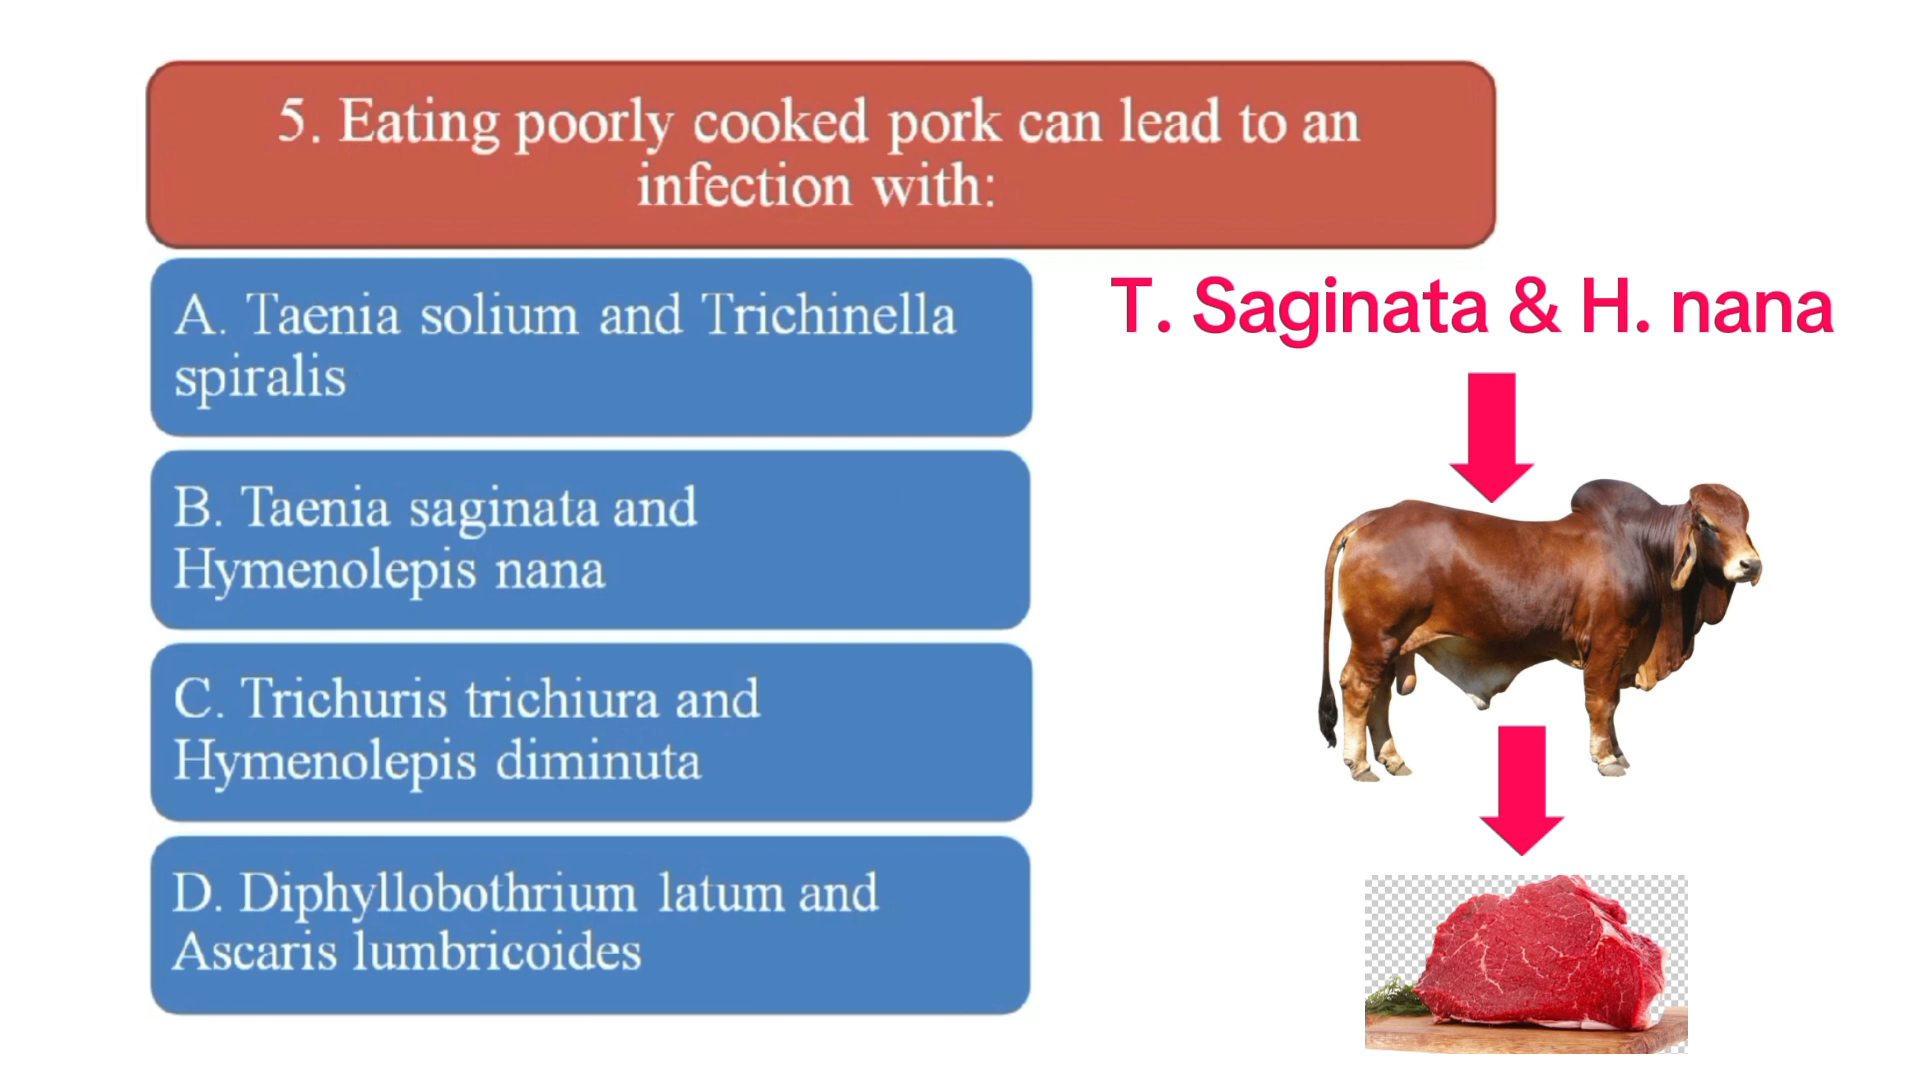 5. Eating poorly cooked pork can lead to an
infection with:
A. Taenia solium and Trichinella
spiralis
T. Saginata & H. nana
B. Taenia saginata and
Hymenolepis nana
C. Trichuris trichiura and
Hymenolepis diminuta
D. Diphyllobothrium latum and
Ascaris lumbricoides